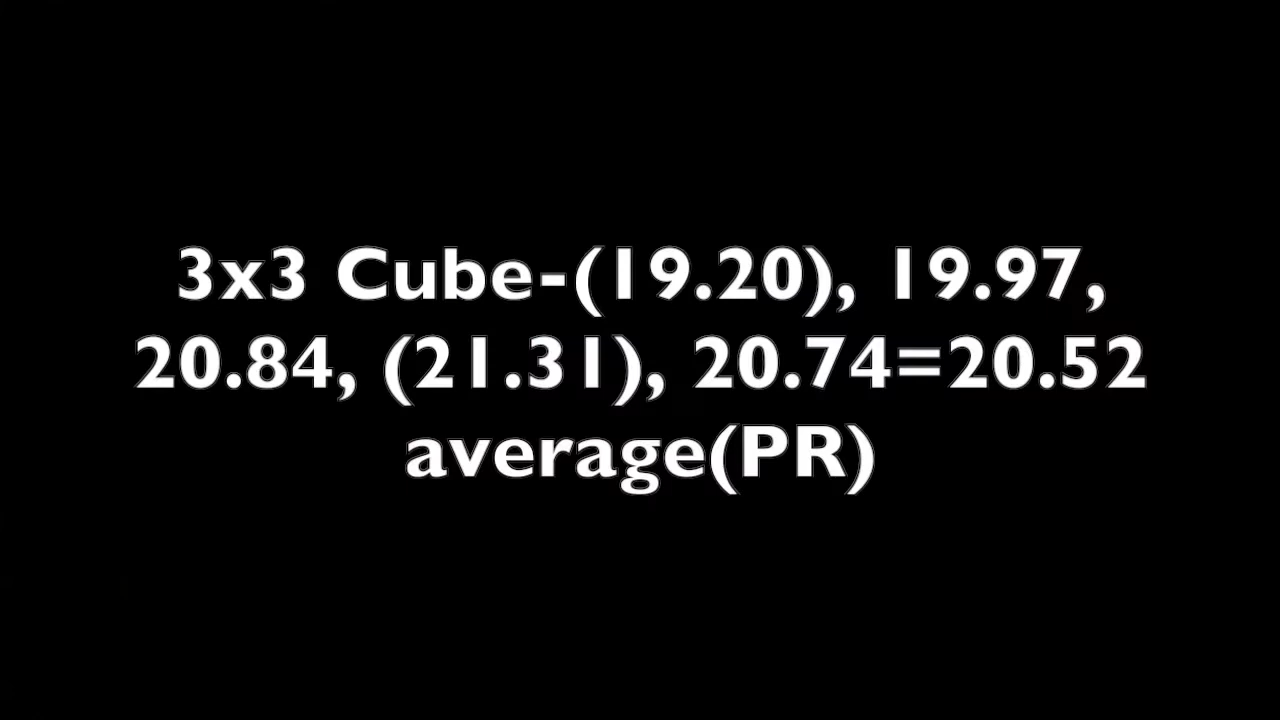 3x3 Cube-(19.20), 19.97,
20.84, (21.31), 20.74=20.52
average(PR)